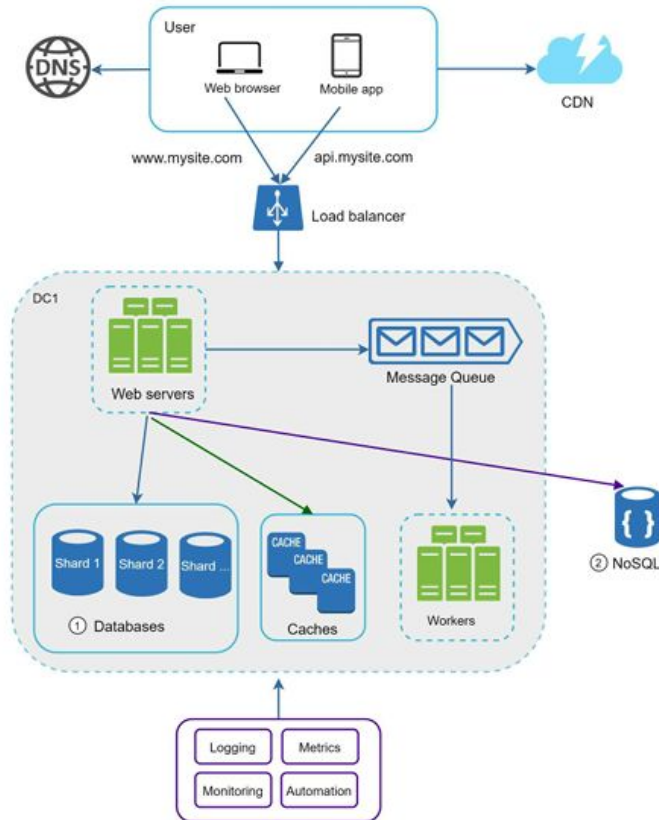 User
DNS
Web browser
Mobile app
CDN
www.mysite.com
api.mysite.com
Load balancer
DC1
Web servers
Message Queue
Shard 1
Shard 2
Shard ...
① Databases
CACHE
CACHE
CACHE
Caches
Workers
{ }
② NoSQL
Logging
Metrics
Monitoring
Automation